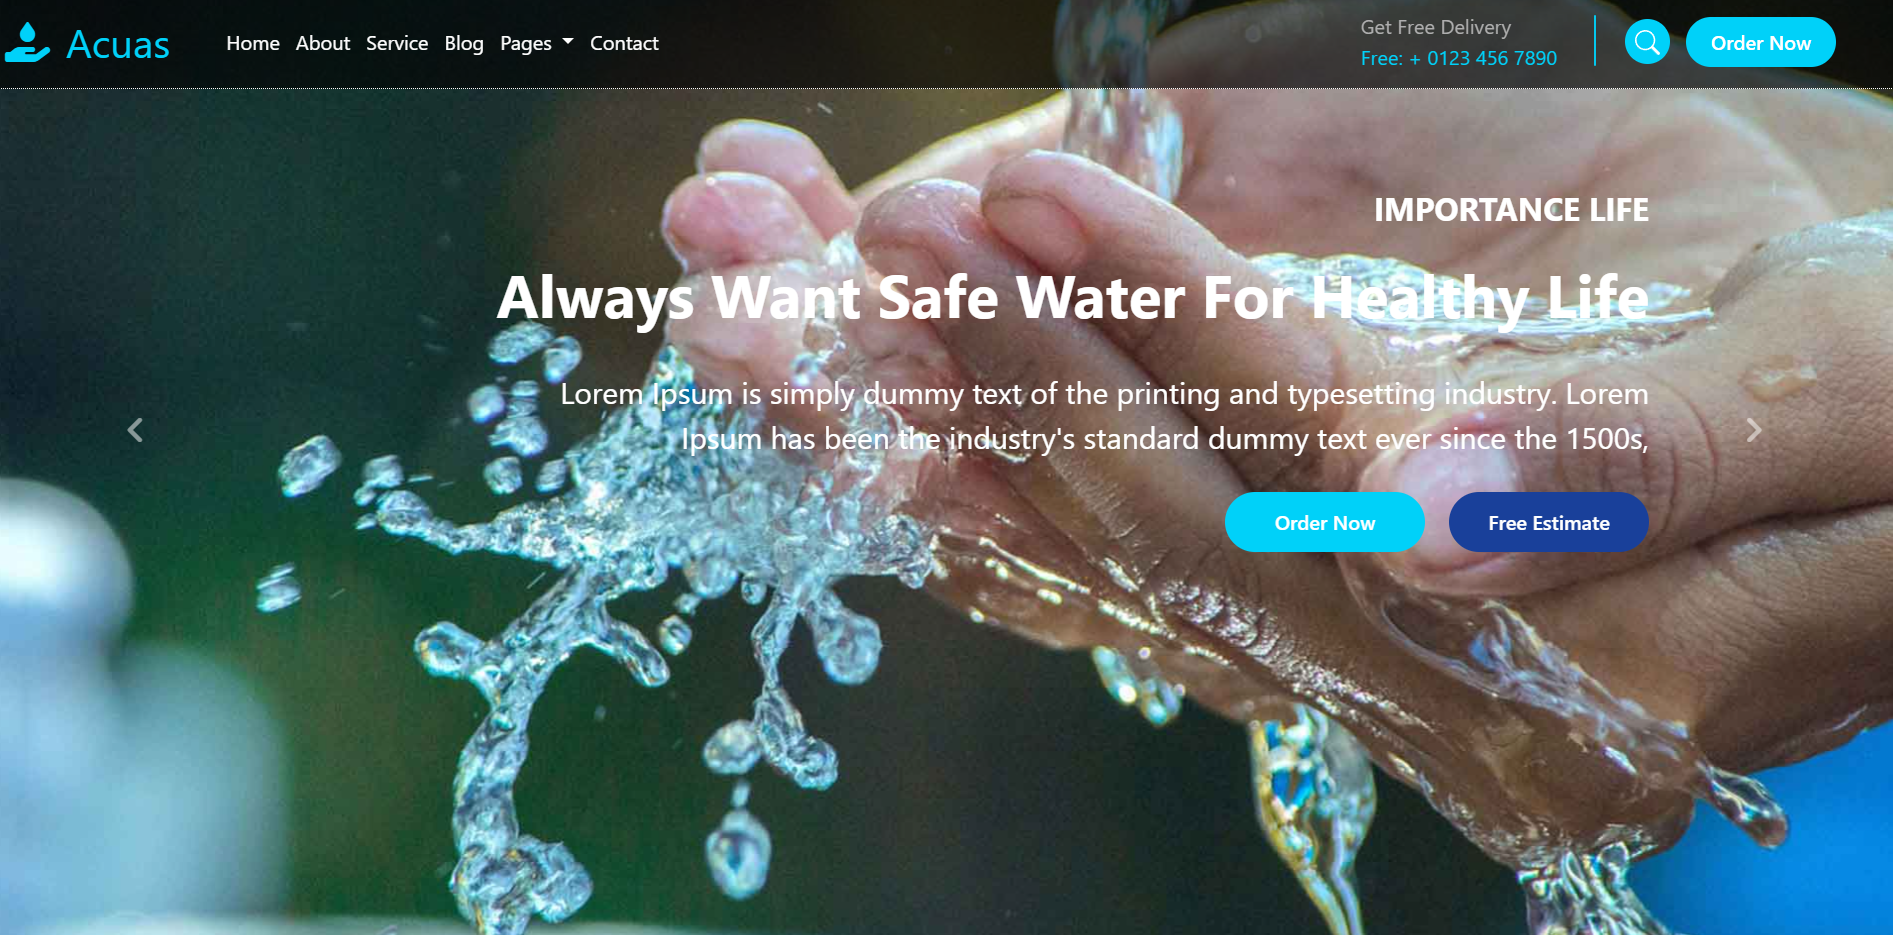 Acuas
Home About Service Blog Pages Contact
Get Free Delivery
Free: + 0123 456 7890
Order Now
IMPORTANCE LIFE
Always Want Safe Water For Healthy Life
Lorem Ipsum is simply dummy text of the printing and typesetting industry. Lorem
Ipsum has been the industry's standard dummy text ever since the 1500s,
Order Now
Free Estimate